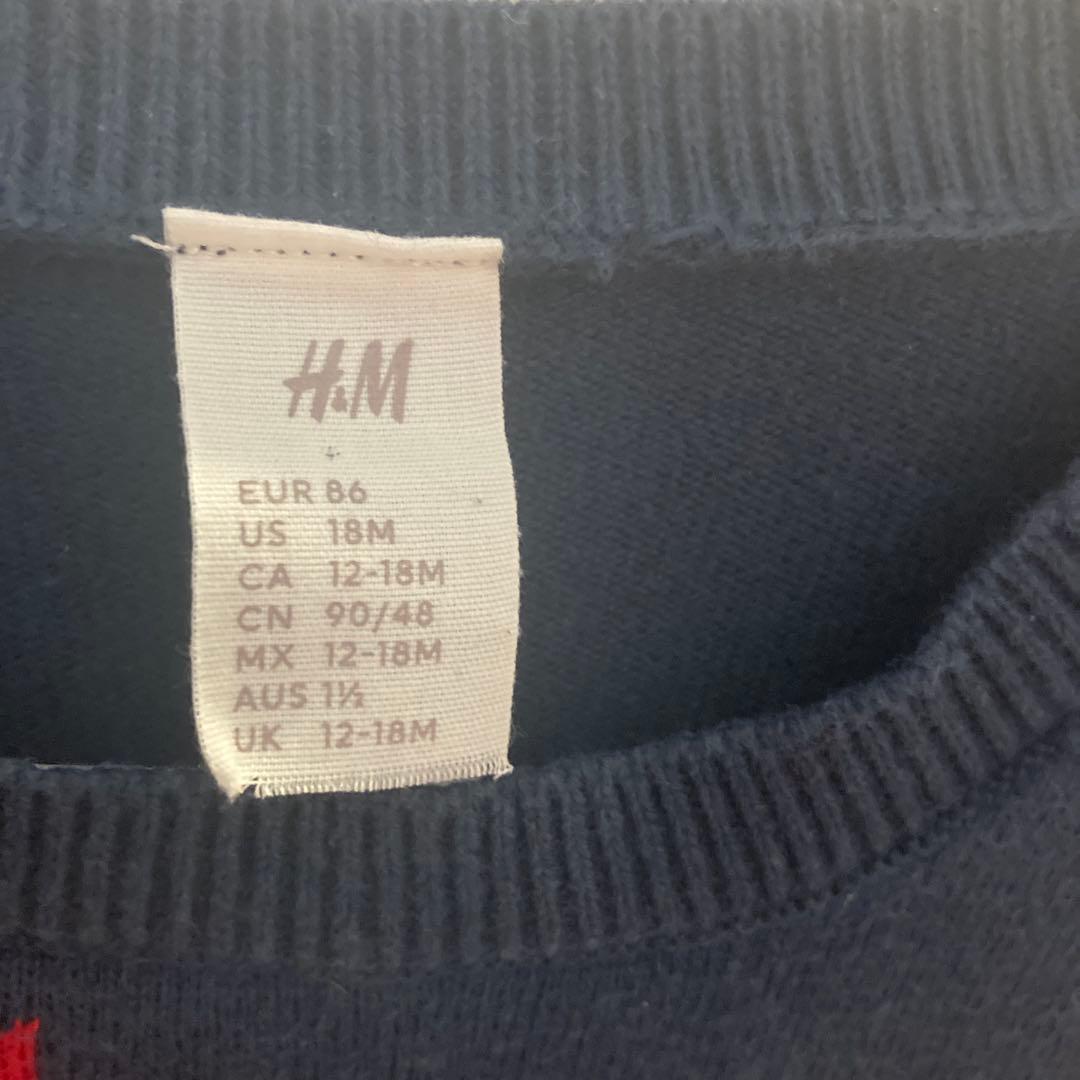 H&M
EUR 86
US 18M
CA 12-18M
CN 90/48
MX 12-18M
AUS 1½
UK 12-18M